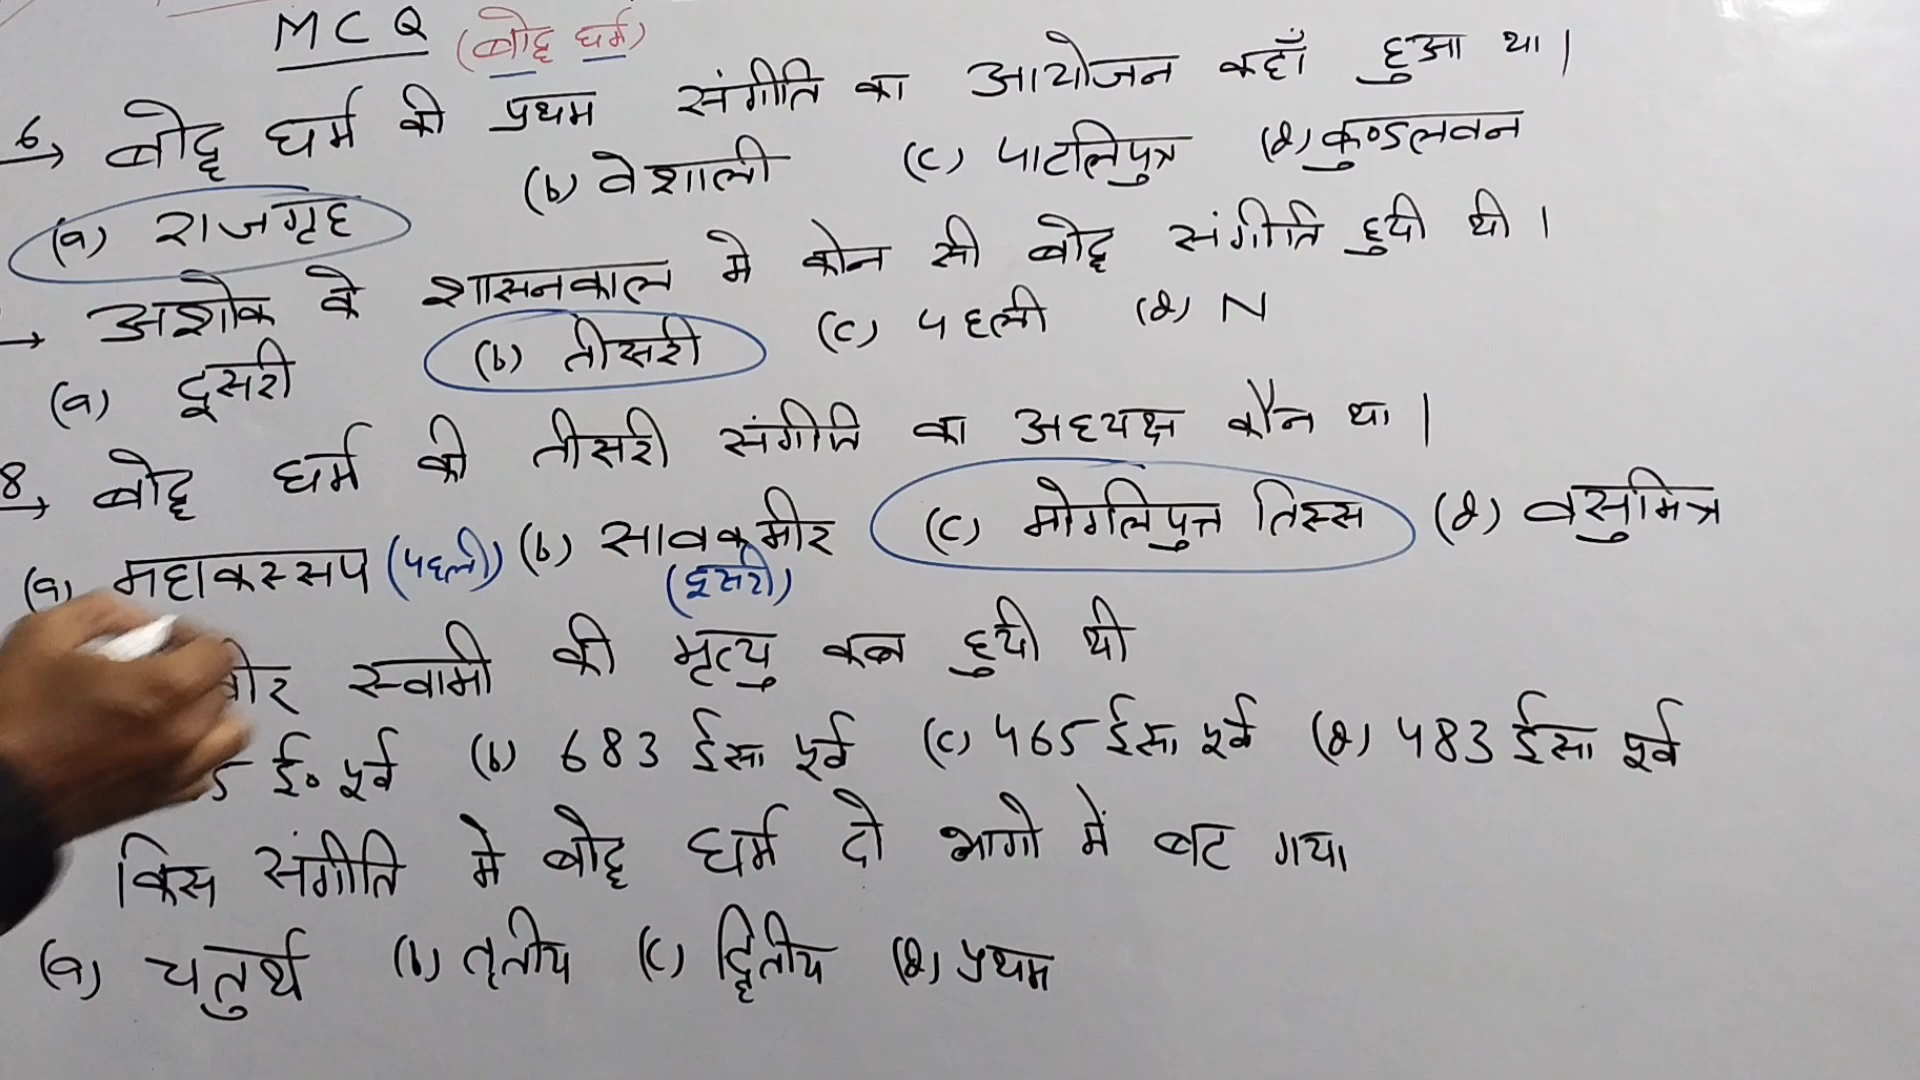 MCQ (बोद्द धर्म)
6→ बोद्द धर्म की प्रथम संगीति का आयोजन कहाँ हुआ था।
(a) राजगृह (b) वेशाली (c) पाटलिपुत्र (d) कुण्डलवन
→ अशोक के शासनकाल मे कोन सी बोद्द संगीति हुयी थी।
(a) दूसरी (b) तीसरी (c) पहली (d) N
8→ बोद्द धर्म की तीसरी संगीति का अध्यक्ष कौन था।
(a) महाकस्सप (पहली) (b) सावकमीर (दूसरी) (c) मोगलिपुत्त तिस्स (d) वसुमित्र
वीर स्वामी की मृत्यु कब हुयी थी
5 ई० पूर्व (b) 683 ईसा पूर्व (c) 465 ईसा पूर्व (d) 483 ईसा पूर्व
किस संगीति मे बोद्द धर्म दो भागो में बट गया
(a) चतुर्थ (b) तृतीय (c) द्वितीय (d) प्रथम